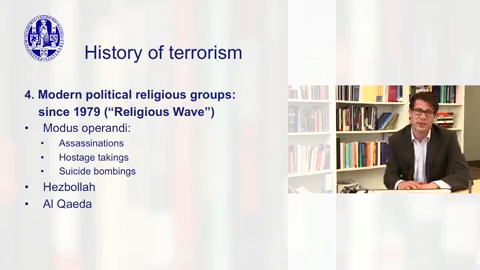 History of terrorism
4. Modern political religious groups:
since 1979 (“Religious Wave”)
• Modus operandi:
• Assassinations
• Hostage takings
• Suicide bombings
• Hezbollah
• Al Qaeda